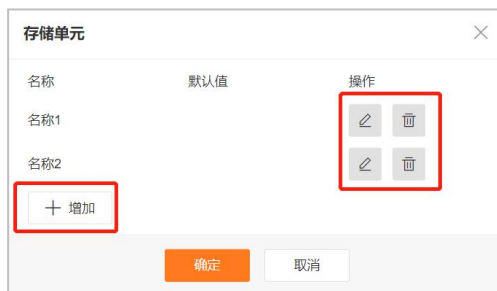 存储单元
名称 默认值 操作
名称1
名称2
增加
确定 取消